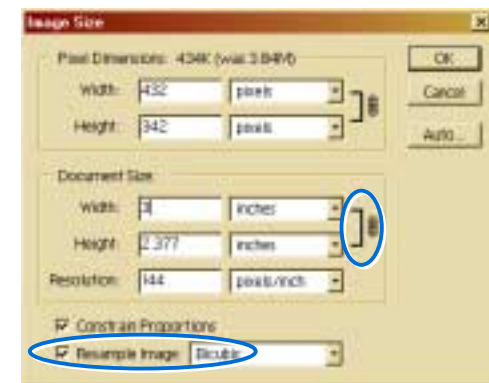 Image Size
Pixel Dimensions: 434K (was 3.84M)
Width: 432 pixels
Height: 342 pixels
Document Size
Width: 3 inches
Height: 2.377 inches
Resolution: 144 pixels/inch
Constrain Proportions
Resample Image: Bicubic
OK
Cancel
Auto...